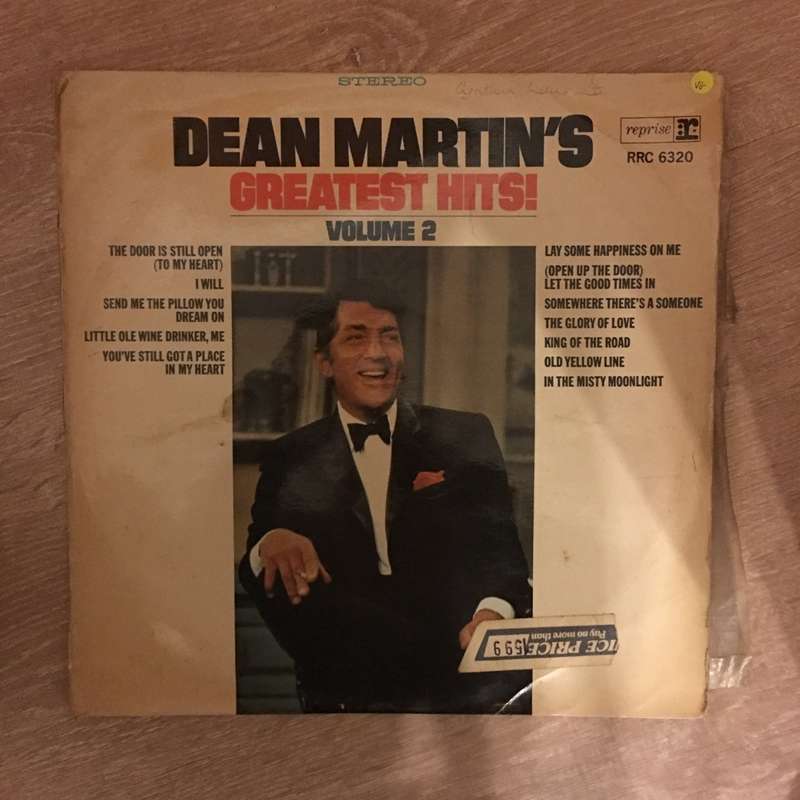 STEREO
VG-
DEAN MARTIN'S
GREATEST HITS!
VOLUME 2
reprise r:
RRC 6320
THE DOOR IS STILL OPEN
(TO MY HEART)
I WILL
SEND ME THE PILLOW YOU
DREAM ON
LITTLE OLE WINE DRINKER, ME
YOU'VE STILL GOT A PLACE
IN MY HEART
LAY SOME HAPPINESS ON ME
(OPEN UP THE DOOR)
LET THE GOOD TIMES IN
SOMEWHERE THERE'S A SOMEONE
THE GLORY OF LOVE
KING OF THE ROAD
OLD YELLOW LINE
IN THE MISTY MOONLIGHT
ICE PRICE
Pay no more than